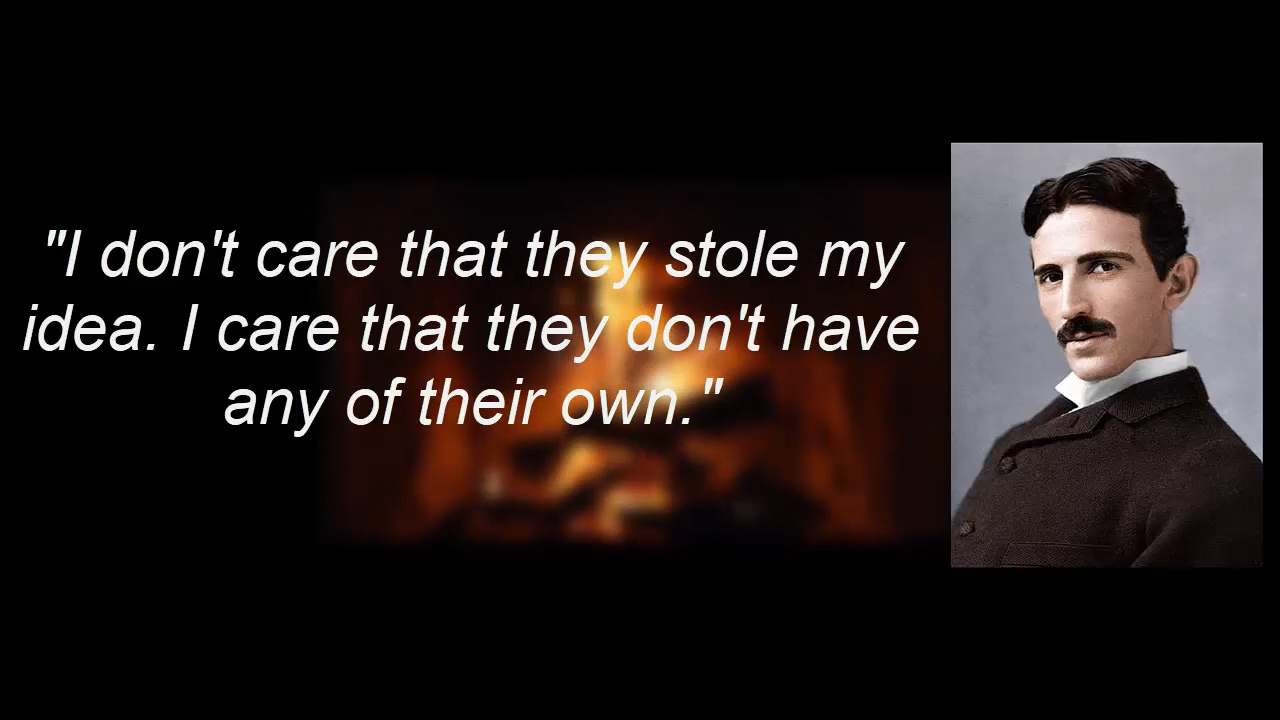 "I don't care that they stole my
idea. I care that they don't have
any of their own."